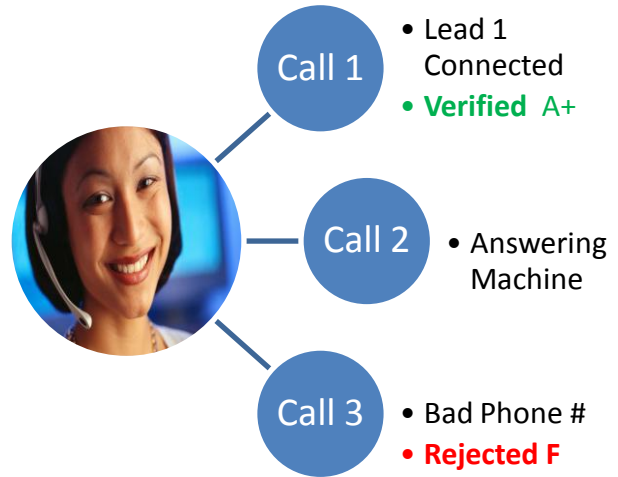 Call 1
• Lead 1
Connected
• Verified A+
Call 2
• Answering
Machine
Call 3
• Bad Phone #
• Rejected F